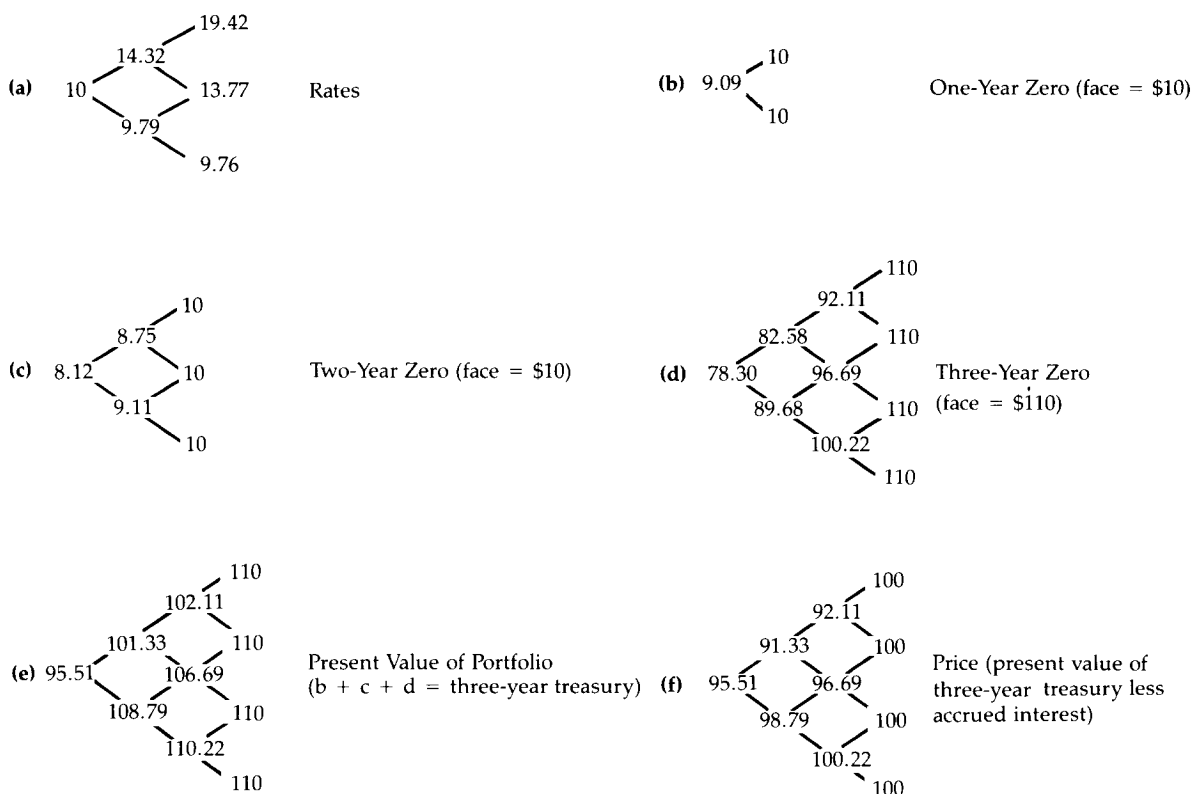 19.42
14.32
(a) 10 13.77 Rates
9.79
9.76
10
(b) 9.09 One-Year Zero (face = $10)
10
10
8.75
(c) 8.12 10 Two-Year Zero (face = $10)
9.11
10
110
92.11
82.58 110
(d) 78.30 96.69 Three-Year Zero
89.68 110 (face = $110)
100.22
110
110
102.11
101.33 110
(e) 95.51 106.69 Present Value of Portfolio
(b + c + d = three-year treasury)
108.79 110
110.22
110
100
92.11
91.33 100
(f) 95.51 96.69 Price (present value of
three-year treasury less
98.79 100 accrued interest)
100.22
100